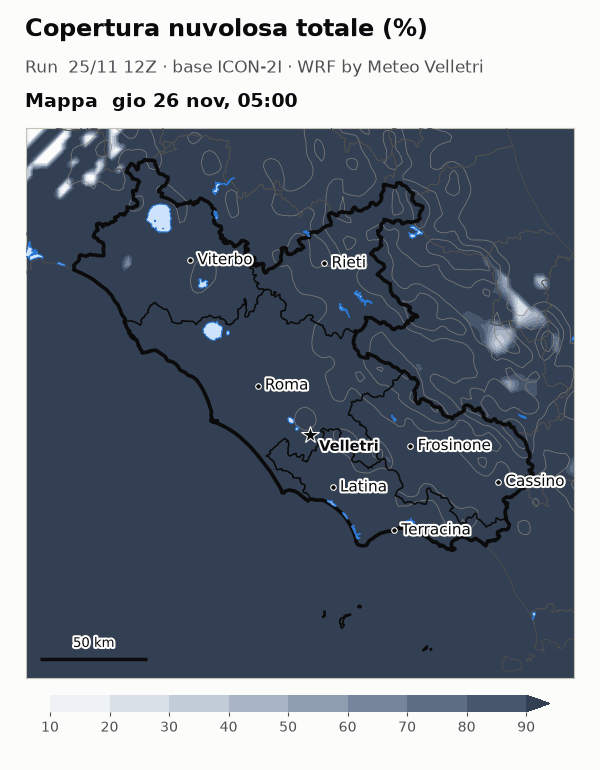 Copertura nuvolosa totale (%)
Run  25/11 12Z · base ICON-2I · WRF by Meteo Velletri
Mappa  gio 26 nov, 05:00
Viterbo
Rieti
Roma
Velletri
Frosinone
Cassino
Latina
Terracina
50 km
10 20 30 40 50 60 70 80 90